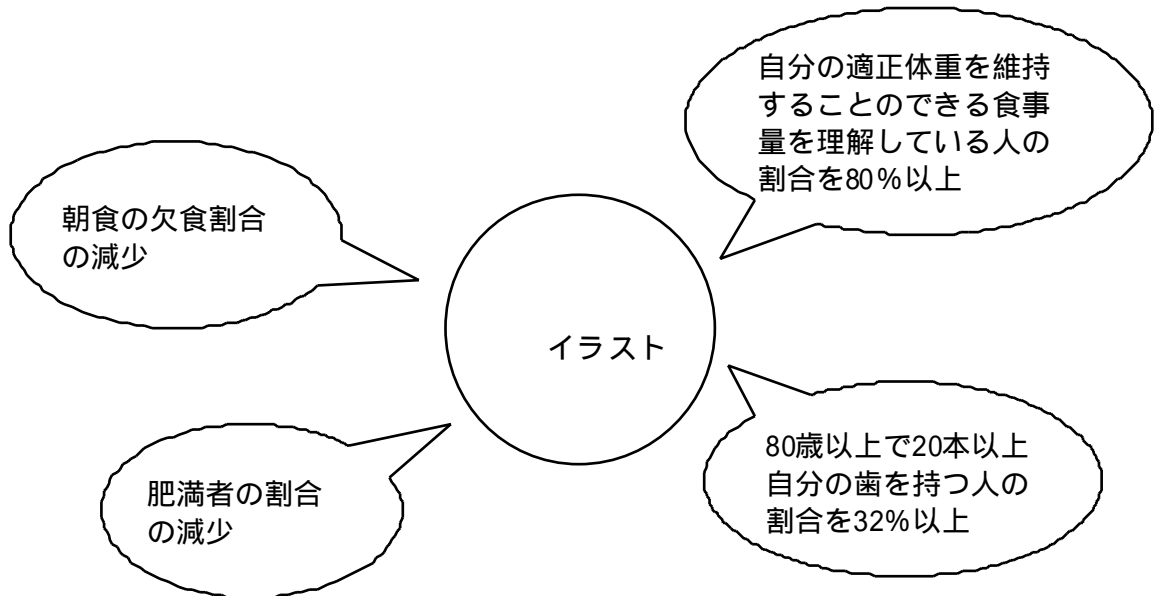 自分の適正体重を維持
することのできる食事
量を理解している人の
割合を80％以上
朝食の欠食割合
の減少
イラスト
80歳以上で20本以上
自分の歯を持つ人の
割合を32％以上
肥満者の割合
の減少